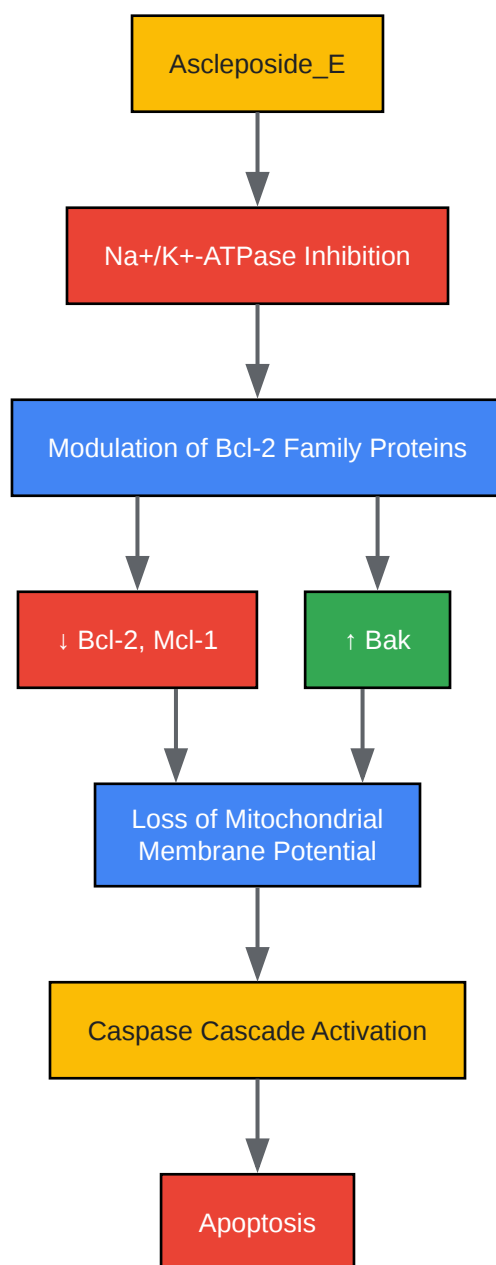 Ascleposide_E
Na+/K+-ATPase Inhibition
Modulation of Bcl-2 Family Proteins
↓ Bcl-2, Mcl-1
↑ Bak
Loss of Mitochondrial
Membrane Potential
Caspase Cascade Activation
Apoptosis